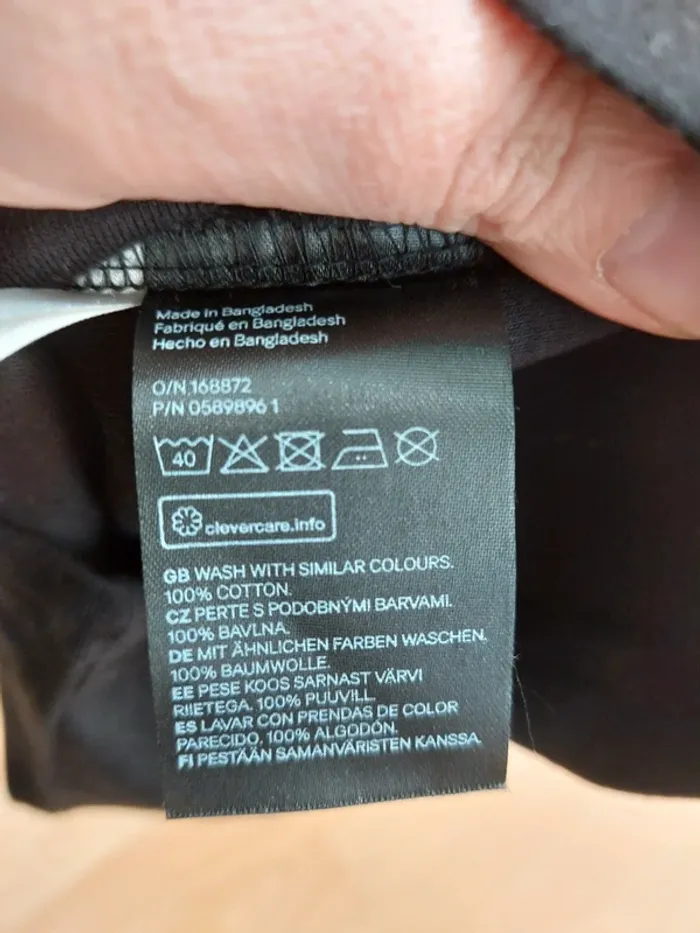 Made in Bangladesh
Fabriqué en Bangladesh
Hecho en Bangladesh
O/N 168872
P/N 0589896 1
40
clevercare.info
GB WASH WITH SIMILAR COLOURS.
100% COTTON.
CZ PERTE S PODOBNÝMI BARVAMI.
100% BAVLNA.
DE MIT ÄHNLICHEN FARBEN WASCHEN.
100% BAUMWOLLE.
EE PESE KOOS SARNAST VÄRVI
RIIETEGA. 100% PUUVILL.
ES LAVAR CON PRENDAS DE COLOR
PARECIDO. 100% ALGODÓN.
FI PESTÄÄN SAMANVÄRISTEN KANSSA.